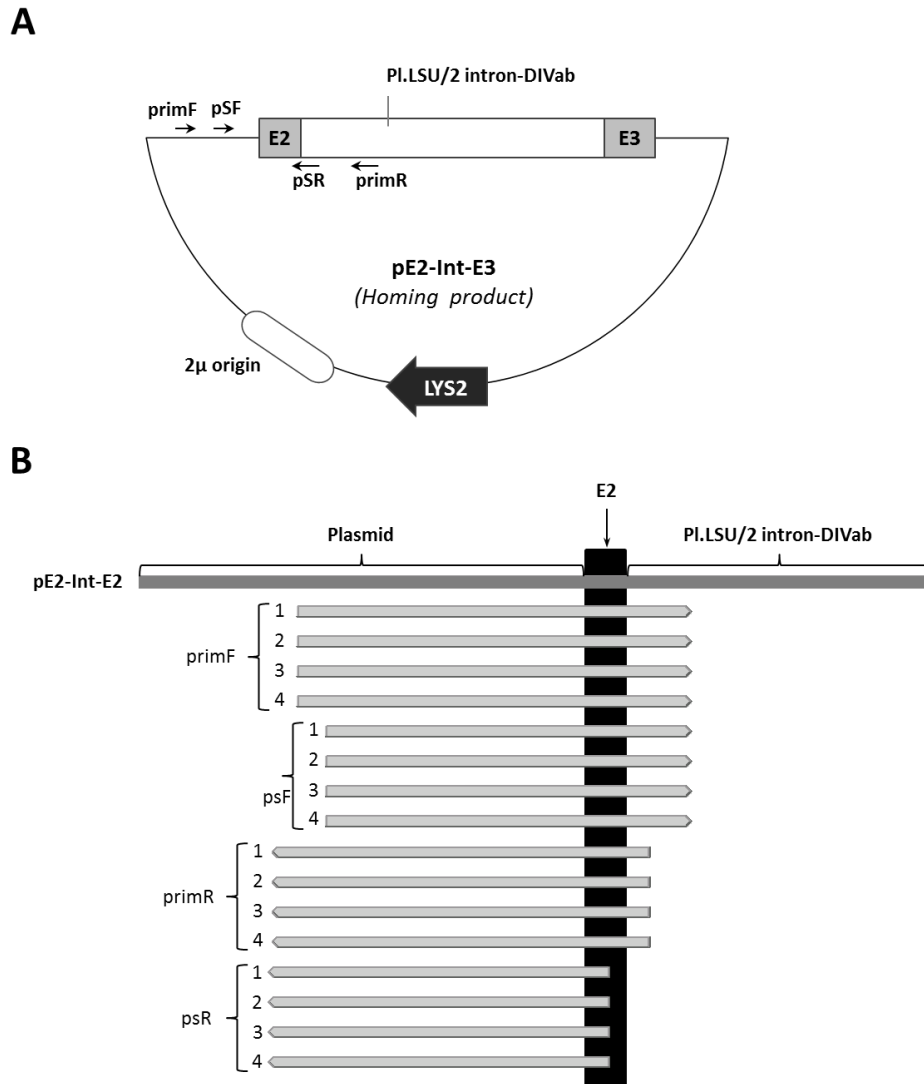 A
Pl.LSU/2 intron-DIVab
primF pSF
E2 E3
pSR primR
pE2-Int-E3
(Homing product)
2µ origin
LYS2
B
E2
Plasmid Pl.LSU/2 intron-DIVab
pE2-Int-E2
1
2
primF
3
4
1
2
psF
3
4
1
2
primR
3
4
1
2
psR
3
4